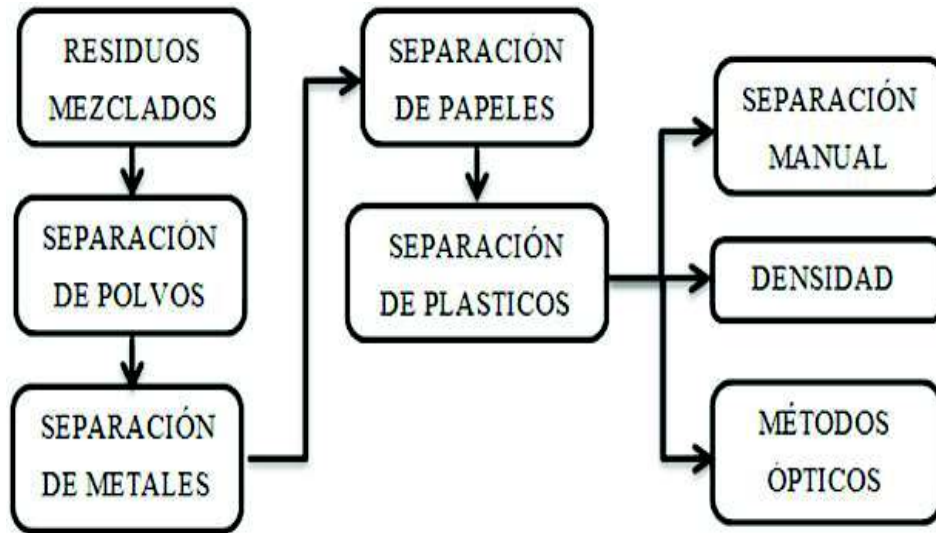 RESIDUOS
MEZCLADOS
SEPARACIÓN
DE POLVOS
SEPARACIÓN
DE METALES
SEPARACIÓN
DE PAPELES
SEPARACIÓN
DE PLASTICOS
SEPARACIÓN
MANUAL
DENSIDAD
MÉTODOS
ÓPTICOS